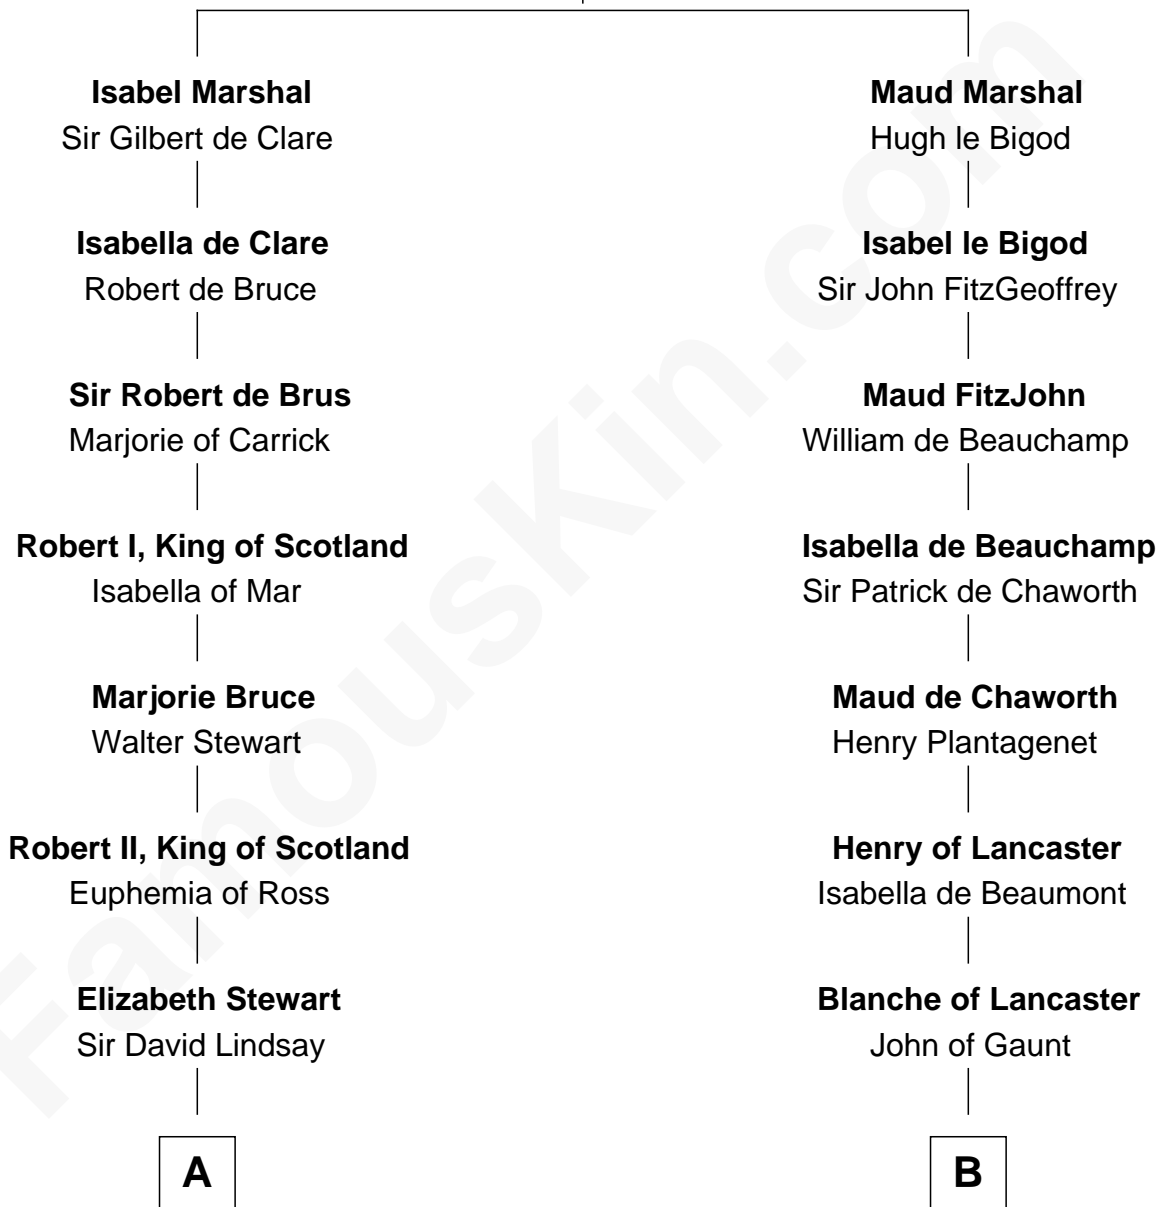 Isabel Marshal
Sir Gilbert de Clare
Isabella de Clare
Robert de Bruce
Sir Robert de Brus
Marjorie of Carrick
Robert I, King of Scotland
Isabella of Mar
Marjorie Bruce
Walter Stewart
Robert II, King of Scotland
Euphemia of Ross
Elizabeth Stewart
Sir David Lindsay
A
Maud Marshal
Hugh le Bigod
Isabel le Bigod
Sir John FitzGeoffrey
Maud FitzJohn
William de Beauchamp
Isabella de Beauchamp
Sir Patrick de Chaworth
Maud de Chaworth
Henry Plantagenet
Henry of Lancaster
Isabella de Beaumont
Blanche of Lancaster
John of Gaunt
B
FamousKin.com